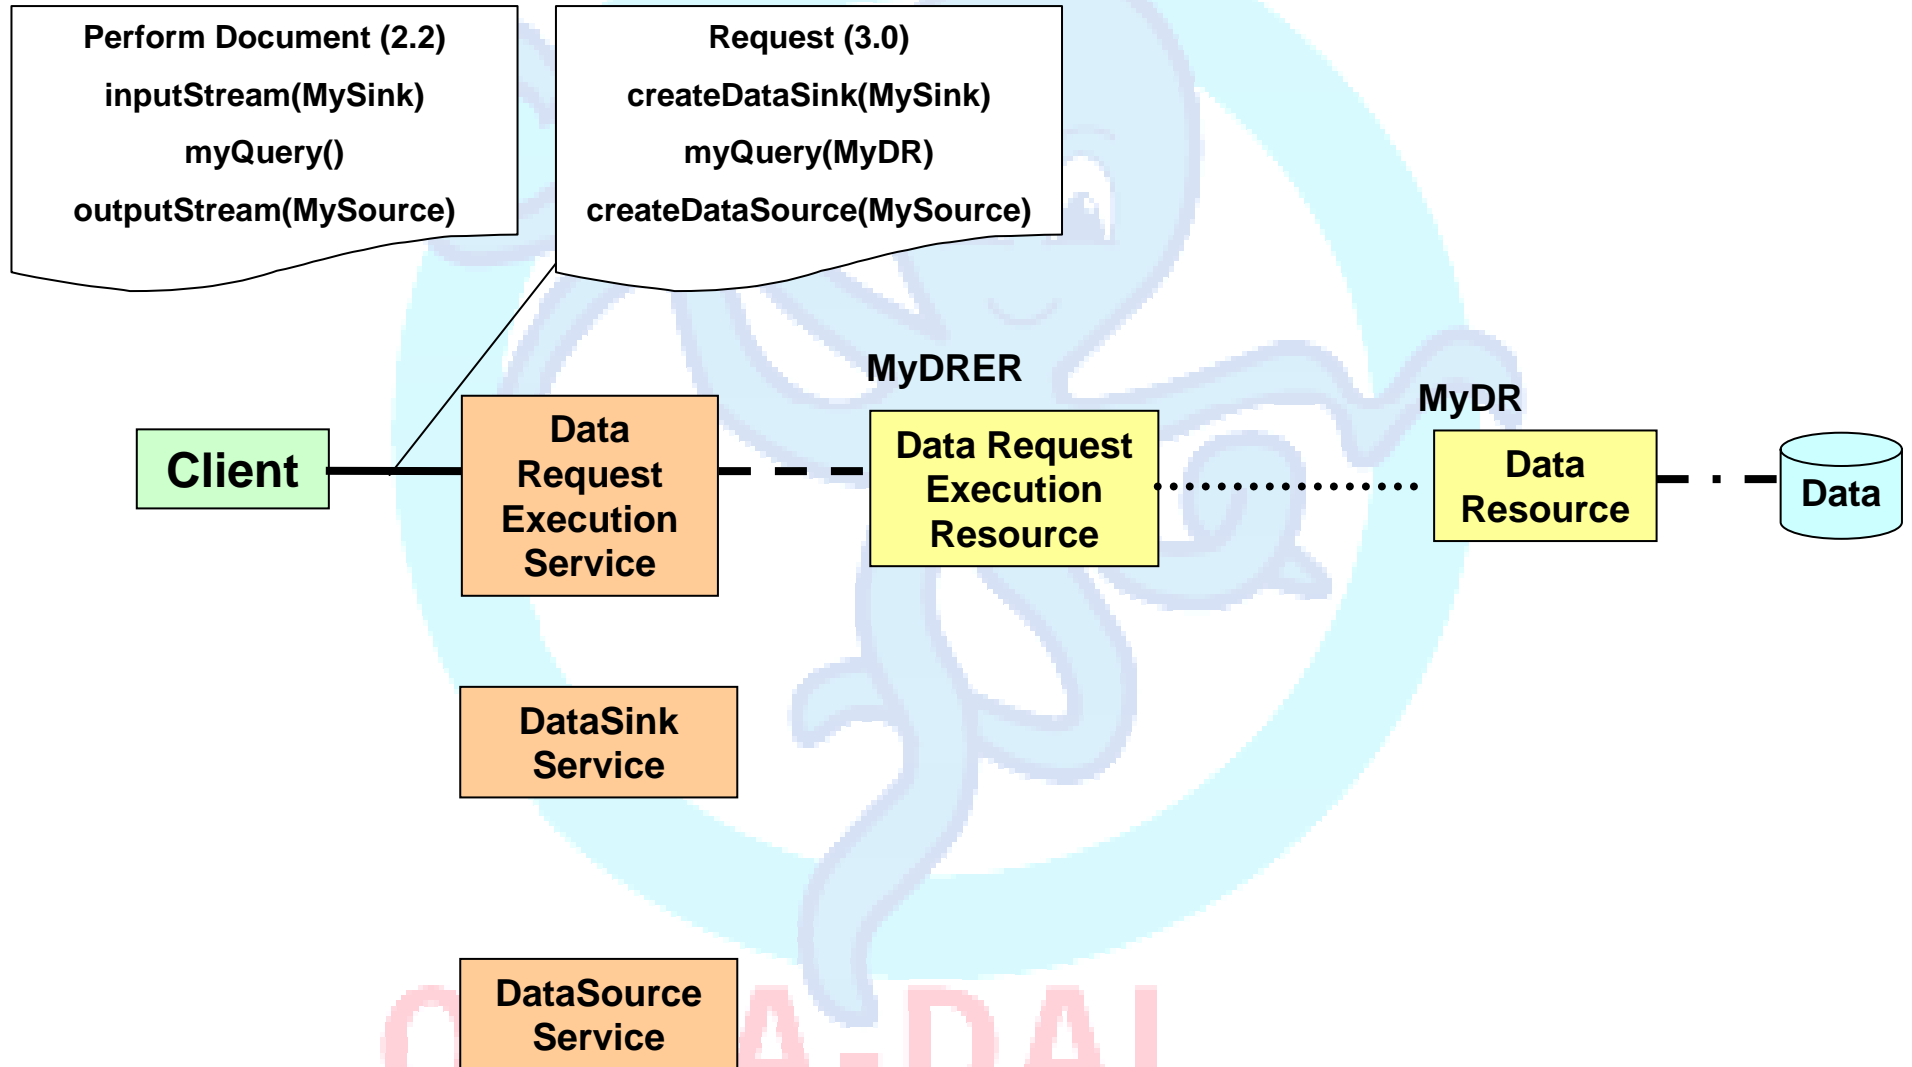 Perform Document (2.2)
inputStream(MySink)
myQuery()
outputStream(MySource)
Request (3.0)
createDataSink(MySink)
myQuery(MyDR)
createDataSource(MySource)
MyDRER
MyDR
Client
Data
Request
Execution
Service
Data Request
Execution
Resource
Data
Resource
Data
DataSink
Service
DataSource
Service